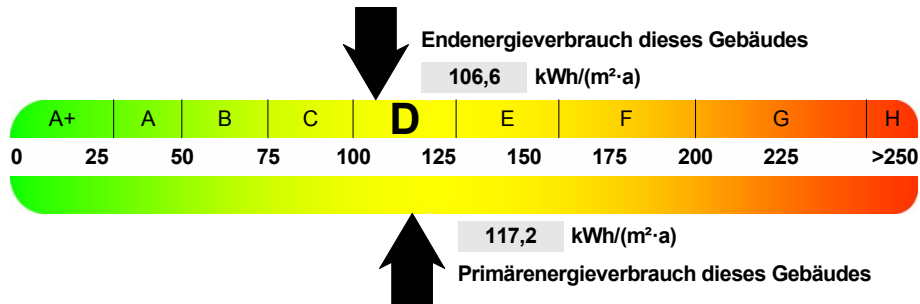 Endenergieverbrauch dieses Gebäudes
106,6 kWh/(m²·a)
A+ A B C D E F G H
0 25 50 75 100 125 150 175 200 225 >250
117,2 kWh/(m²·a)
Primärenergieverbrauch dieses Gebäudes